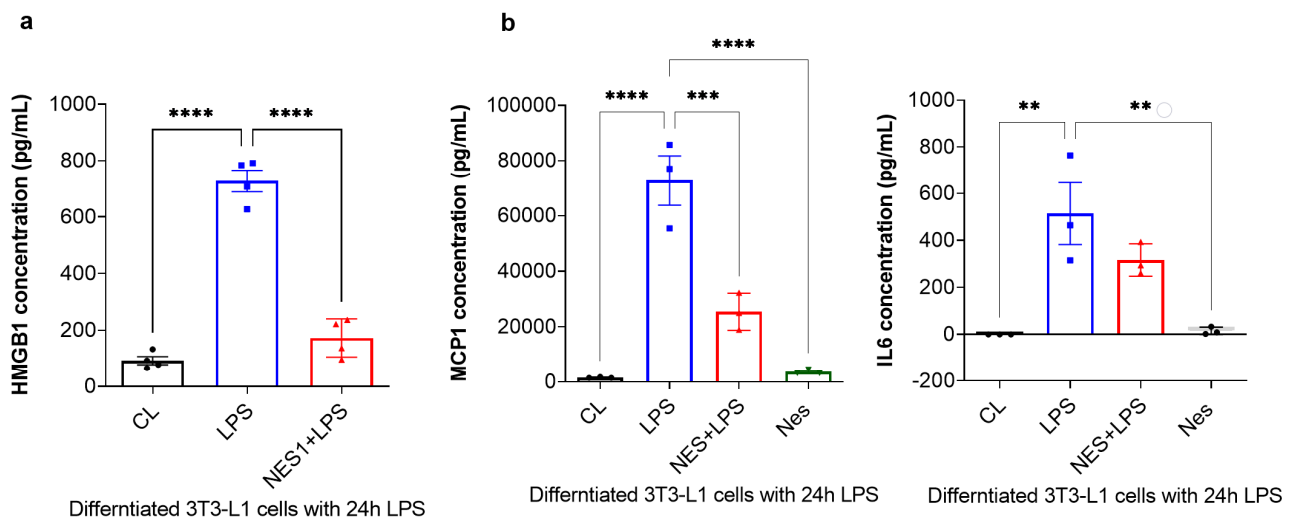 a
HMGB1 concentration (pg/mL)
1000
800
600
400
200
0
****
****
CL
LPS
NES1+LPS
Differntiated 3T3-L1 cells with 24h LPS
b
MCP1 concentration (pg/mL)
100000
80000
60000
40000
20000
0
****
****
***
CL
LPS
NES+LPS
Nes
Differntiated 3T3-L1 cells with 24h LPS
IL6 concentration (pg/mL)
1000
800
600
400
200
0
-200
**
**
CL
LPS
NES+LPS
Nes
Differntiated 3T3-L1 cells with 24h LPS